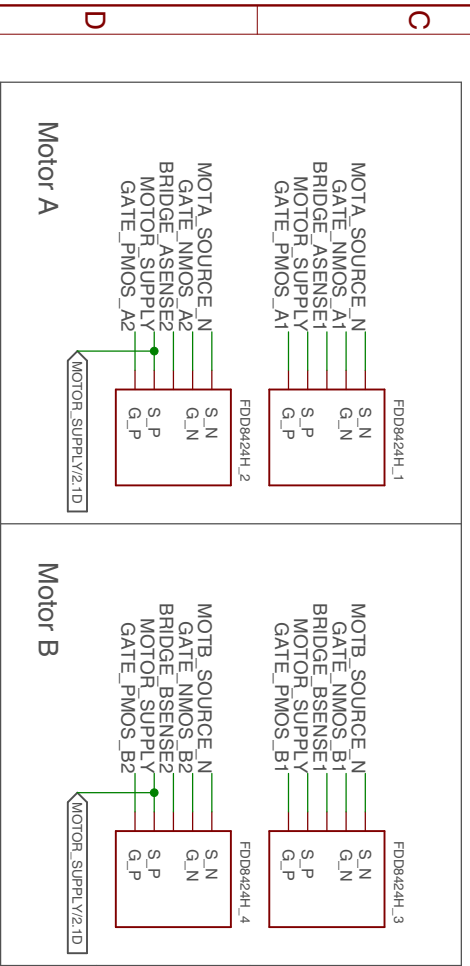 C
D
FDD8424H_1
MOTA_SOURCE_N
GATE_NMOS_A1
BRIDGE_ASENSE1
MOTOR_SUPPLY
GATE_PMOS_A1
S_N
G_N
S_P
G_P
FDD8424H_2
MOTA_SOURCE_N
GATE_NMOS_A2
BRIDGE_ASENSE2
MOTOR_SUPPLY
GATE_PMOS_A2
S_N
G_N
S_P
G_P
MOTOR_SUPPLY/2.1D
Motor A
FDD8424H_3
MOTB_SOURCE_N
GATE_NMOS_B1
BRIDGE_BSENSE1
MOTOR_SUPPLY
GATE_PMOS_B1
S_N
G_N
S_P
G_P
FDD8424H_4
MOTB_SOURCE_N
GATE_NMOS_B2
BRIDGE_BSENSE2
MOTOR_SUPPLY
GATE_PMOS_B2
S_N
G_N
S_P
G_P
MOTOR_SUPPLY/2.1D
Motor B